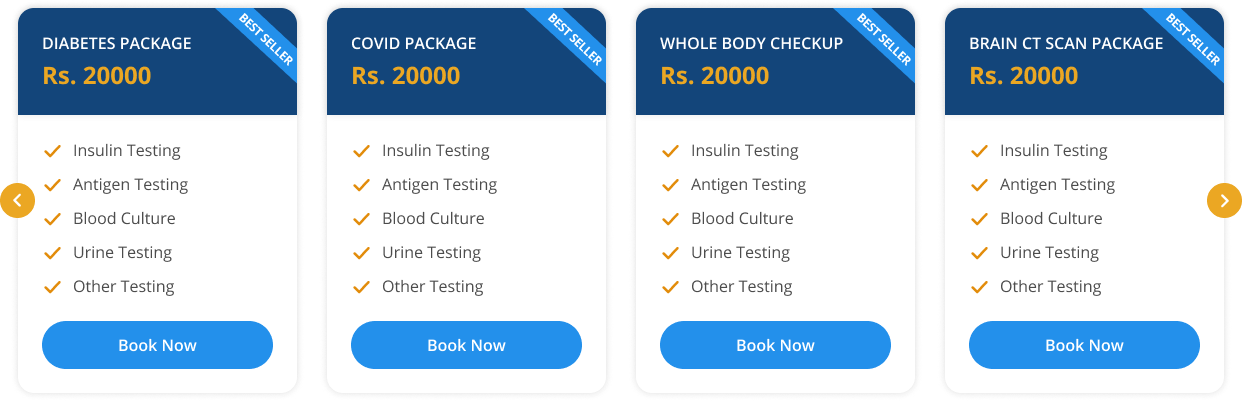 DIABETES PACKAGE
Rs. 20000
BEST SELLER
Insulin Testing
Antigen Testing
Blood Culture
Urine Testing
Other Testing
Book Now
COVID PACKAGE
Rs. 20000
BEST SELLER
Insulin Testing
Antigen Testing
Blood Culture
Urine Testing
Other Testing
Book Now
WHOLE BODY CHECKUP
Rs. 20000
BEST SELLER
Insulin Testing
Antigen Testing
Blood Culture
Urine Testing
Other Testing
Book Now
BRAIN CT SCAN PACKAGE
Rs. 20000
BEST SELLER
Insulin Testing
Antigen Testing
Blood Culture
Urine Testing
Other Testing
Book Now